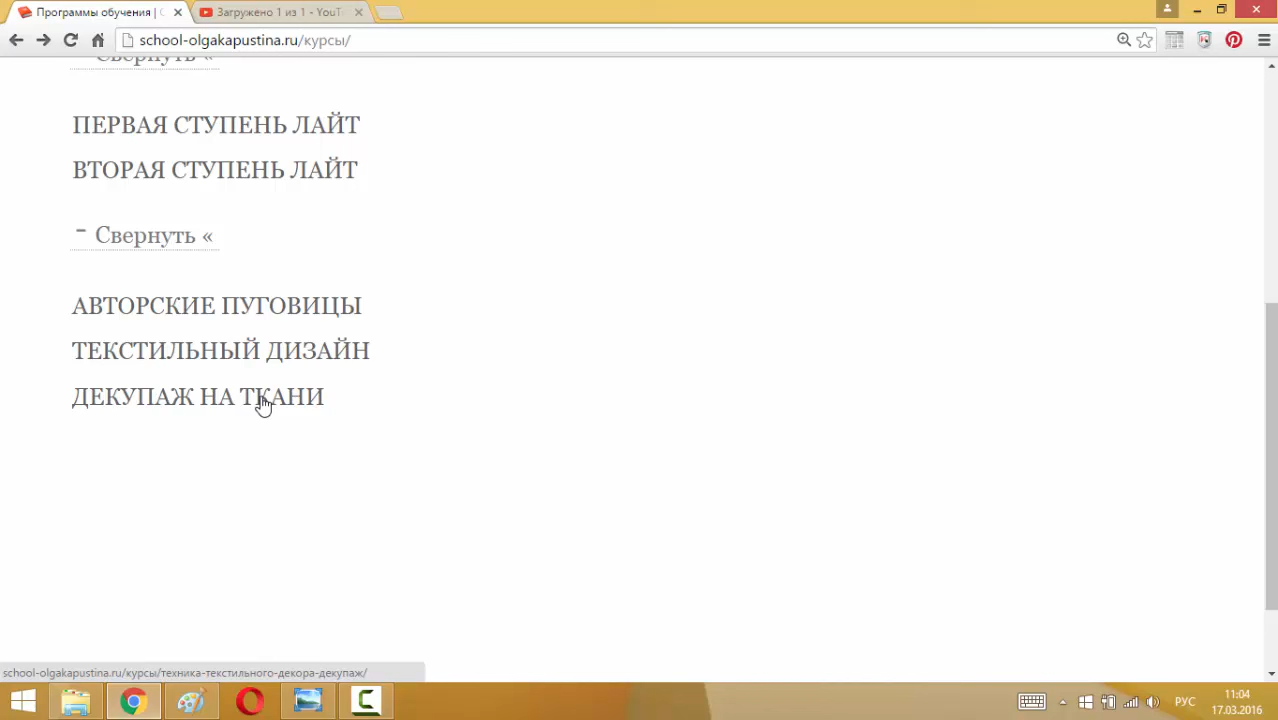 Программы обучения |
Загружено 1 из 1 - YouT
school-olgakapustina.ru/курсы/
Свернуть «
ПЕРВАЯ СТУПЕНЬ ЛАЙТ
ВТОРАЯ СТУПЕНЬ ЛАЙТ
- Свернуть «
АВТОРСКИЕ ПУГОВИЦЫ
ТЕКСТИЛЬНЫЙ ДИЗАЙН
ДЕКУПАЖ НА ТКАНИ
school-olgakapustina.ru/курсы/техника-текстильного-декора-декупаж/
РУС
11:04
17.03.2016